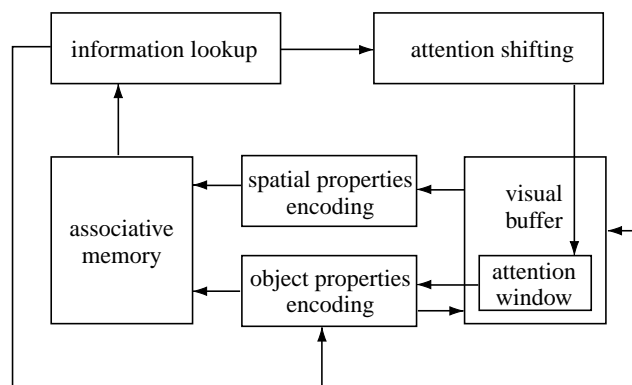 information lookup
attention shifting
spatial properties
encoding
visual
buffer
associative
memory
object properties
encoding
attention
window